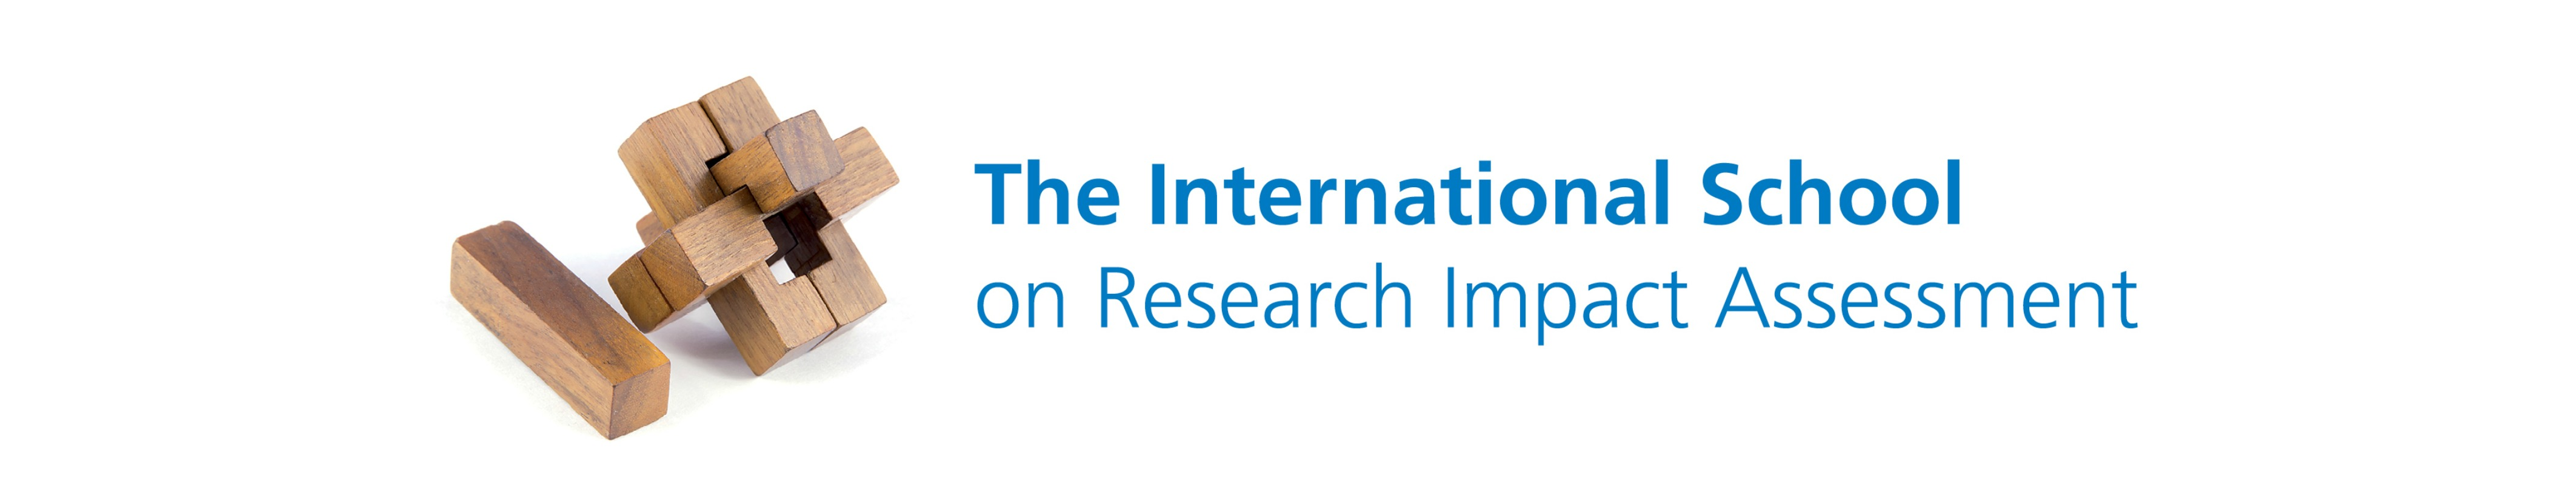 The International School
on Research Impact Assessment